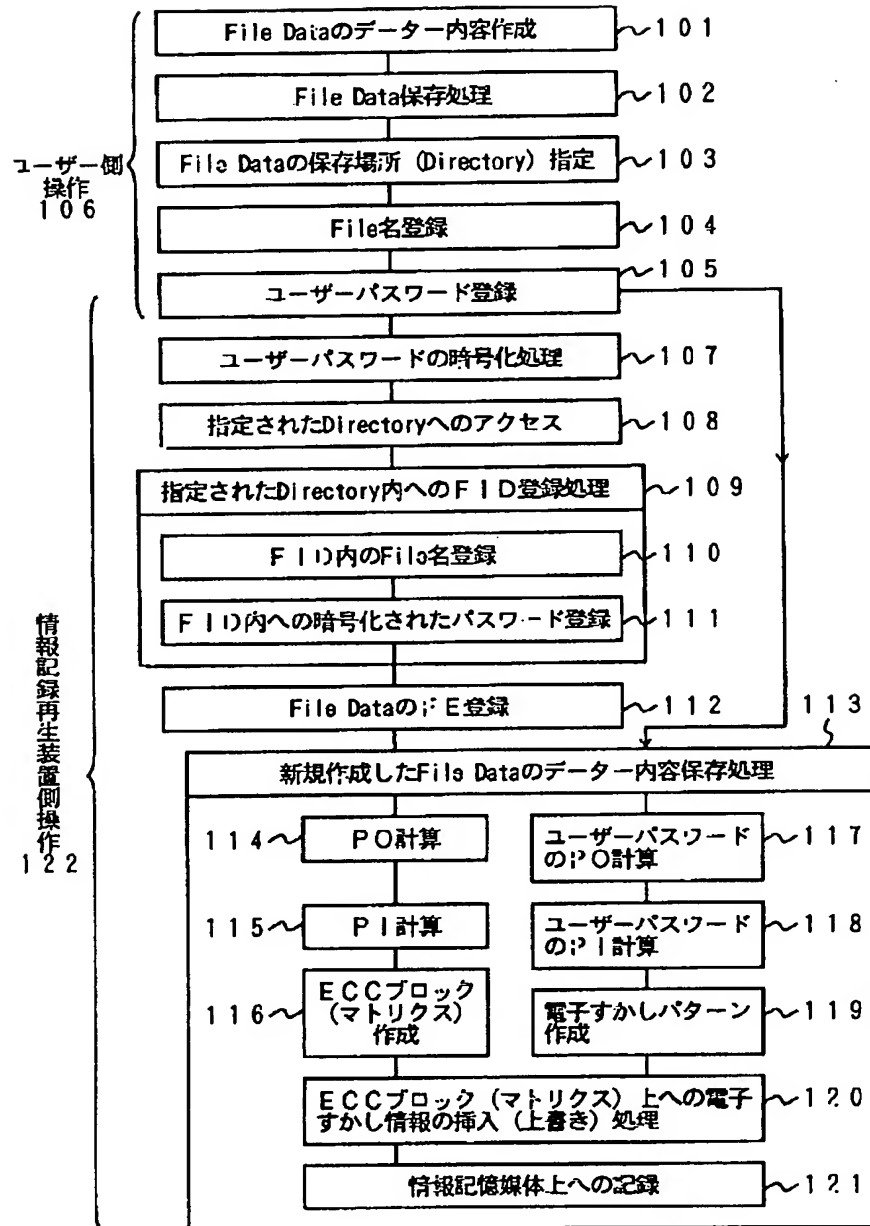 File Dataのデーター内容作成 101
File Data保存処理 102
File Dataの保存場所（Directory）指定 103
ユーザー側
操作
106
File名登録 104
105
ユーザーパスワード登録
ユーザーパスワードの暗号化処理 107
指定されたDirectoryへのアクセス 108
指定されたDirectory内へのFID登録処理 109
FID内のFile名登録 110
FID内への暗号化されたパスワード登録 111
File DataのFE登録 112
113
情報記録再生装置側操作
122
新規作成したFile Dataのデーター内容保存処理
114 PO計算
ユーザーパスワード
のPO計算
117
115 PI計算
ユーザーパスワード
のPI計算
118
116
ECCブロック
（マトリクス）
作成
電子すかしパターン
作成
119
ECCブロック（マトリクス）上への電子
すかし情報の挿入（上書き）処理
120
情報記憶媒体上への記録 121